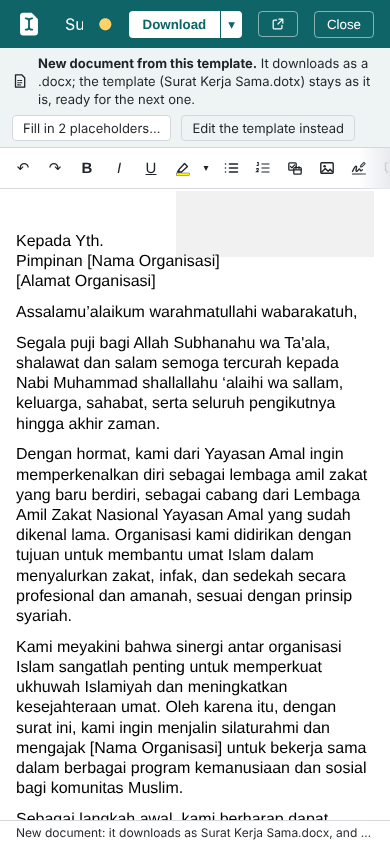 Su
Download
▾
Close
New document from this template. It downloads as a
.docx; the template (Surat Kerja Sama.dotx) stays as it
is, ready for the next one.
Fill in 2 placeholders...
Edit the template instead
B I U
Kepada Yth.
Pimpinan [Nama Organisasi]
[Alamat Organisasi]
Assalamu’alaikum warahmatullahi wabarakatuh,
Segala puji bagi Allah Subhanahu wa Ta'ala,
shalawat dan salam semoga tercurah kepada
Nabi Muhammad shallallahu ‘alaihi wa sallam,
keluarga, sahabat, serta seluruh pengikutnya
hingga akhir zaman.
Dengan hormat, kami dari Yayasan Amal ingin
memperkenalkan diri sebagai lembaga amil zakat
yang baru berdiri, sebagai cabang dari Lembaga
Amil Zakat Nasional Yayasan Amal yang sudah
dikenal lama. Organisasi kami didirikan dengan
tujuan untuk membantu umat Islam dalam
menyalurkan zakat, infak, dan sedekah secara
profesional dan amanah, sesuai dengan prinsip
syariah.
Kami meyakini bahwa sinergi antar organisasi
Islam sangatlah penting untuk memperkuat
ukhuwah Islamiyah dan meningkatkan
kesejahteraan umat. Oleh karena itu, dengan
surat ini, kami ingin menjalin silaturahmi dan
mengajak [Nama Organisasi] untuk bekerja sama
dalam berbagai program kemanusiaan dan sosial
bagi komunitas Muslim.
Sebagai langkah awal, kami berharap dapat
New document: it downloads as Surat Kerja Sama.docx, and ...